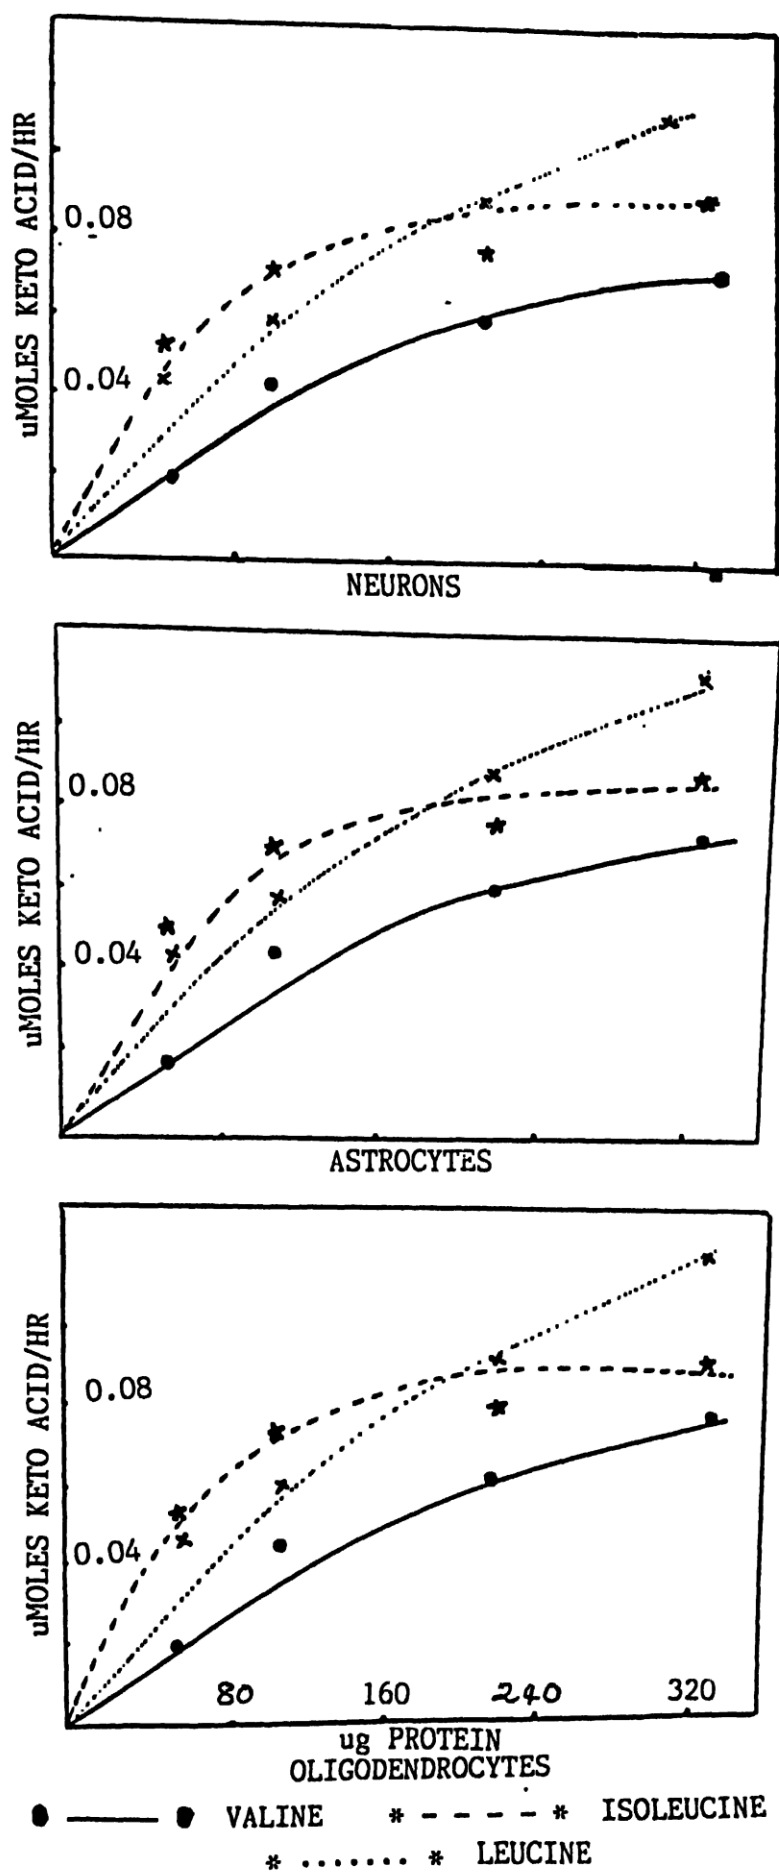 uMOLES KETO ACID/HR
0.08
0.04
NEURONS
uMOLES KETO ACID/HR
0.08
0.04
ASTROCYTES
uMOLES KETO ACID/HR
0.08
0.04
80 160 240 320
ug PROTEIN
OLIGODENDROCYTES
VALINE * - - - - * ISOLEUCINE
* ........ * LEUCINE